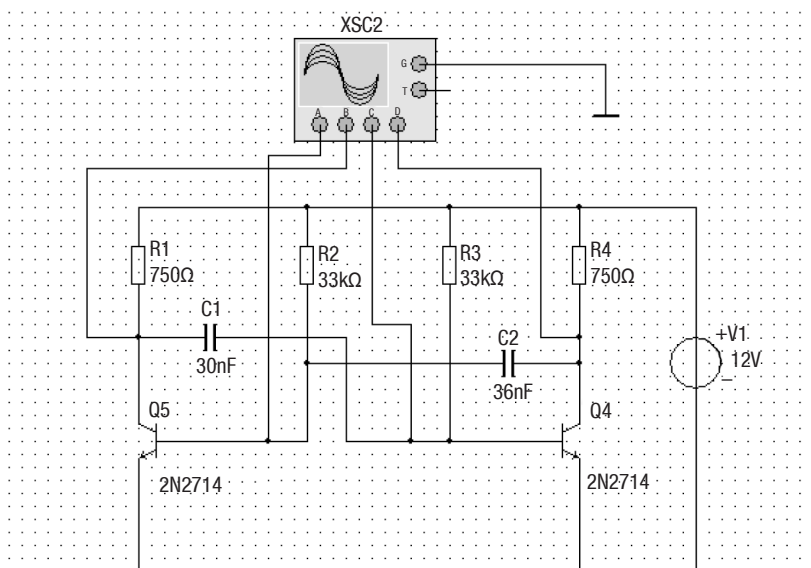 XSC2
G
T
A B C D
R1
750Ω
R2
33kΩ
R3
33kΩ
R4
750Ω
C1
30nF
C2
36nF
+V1
12V
–
Q5
2N2714
Q4
2N2714